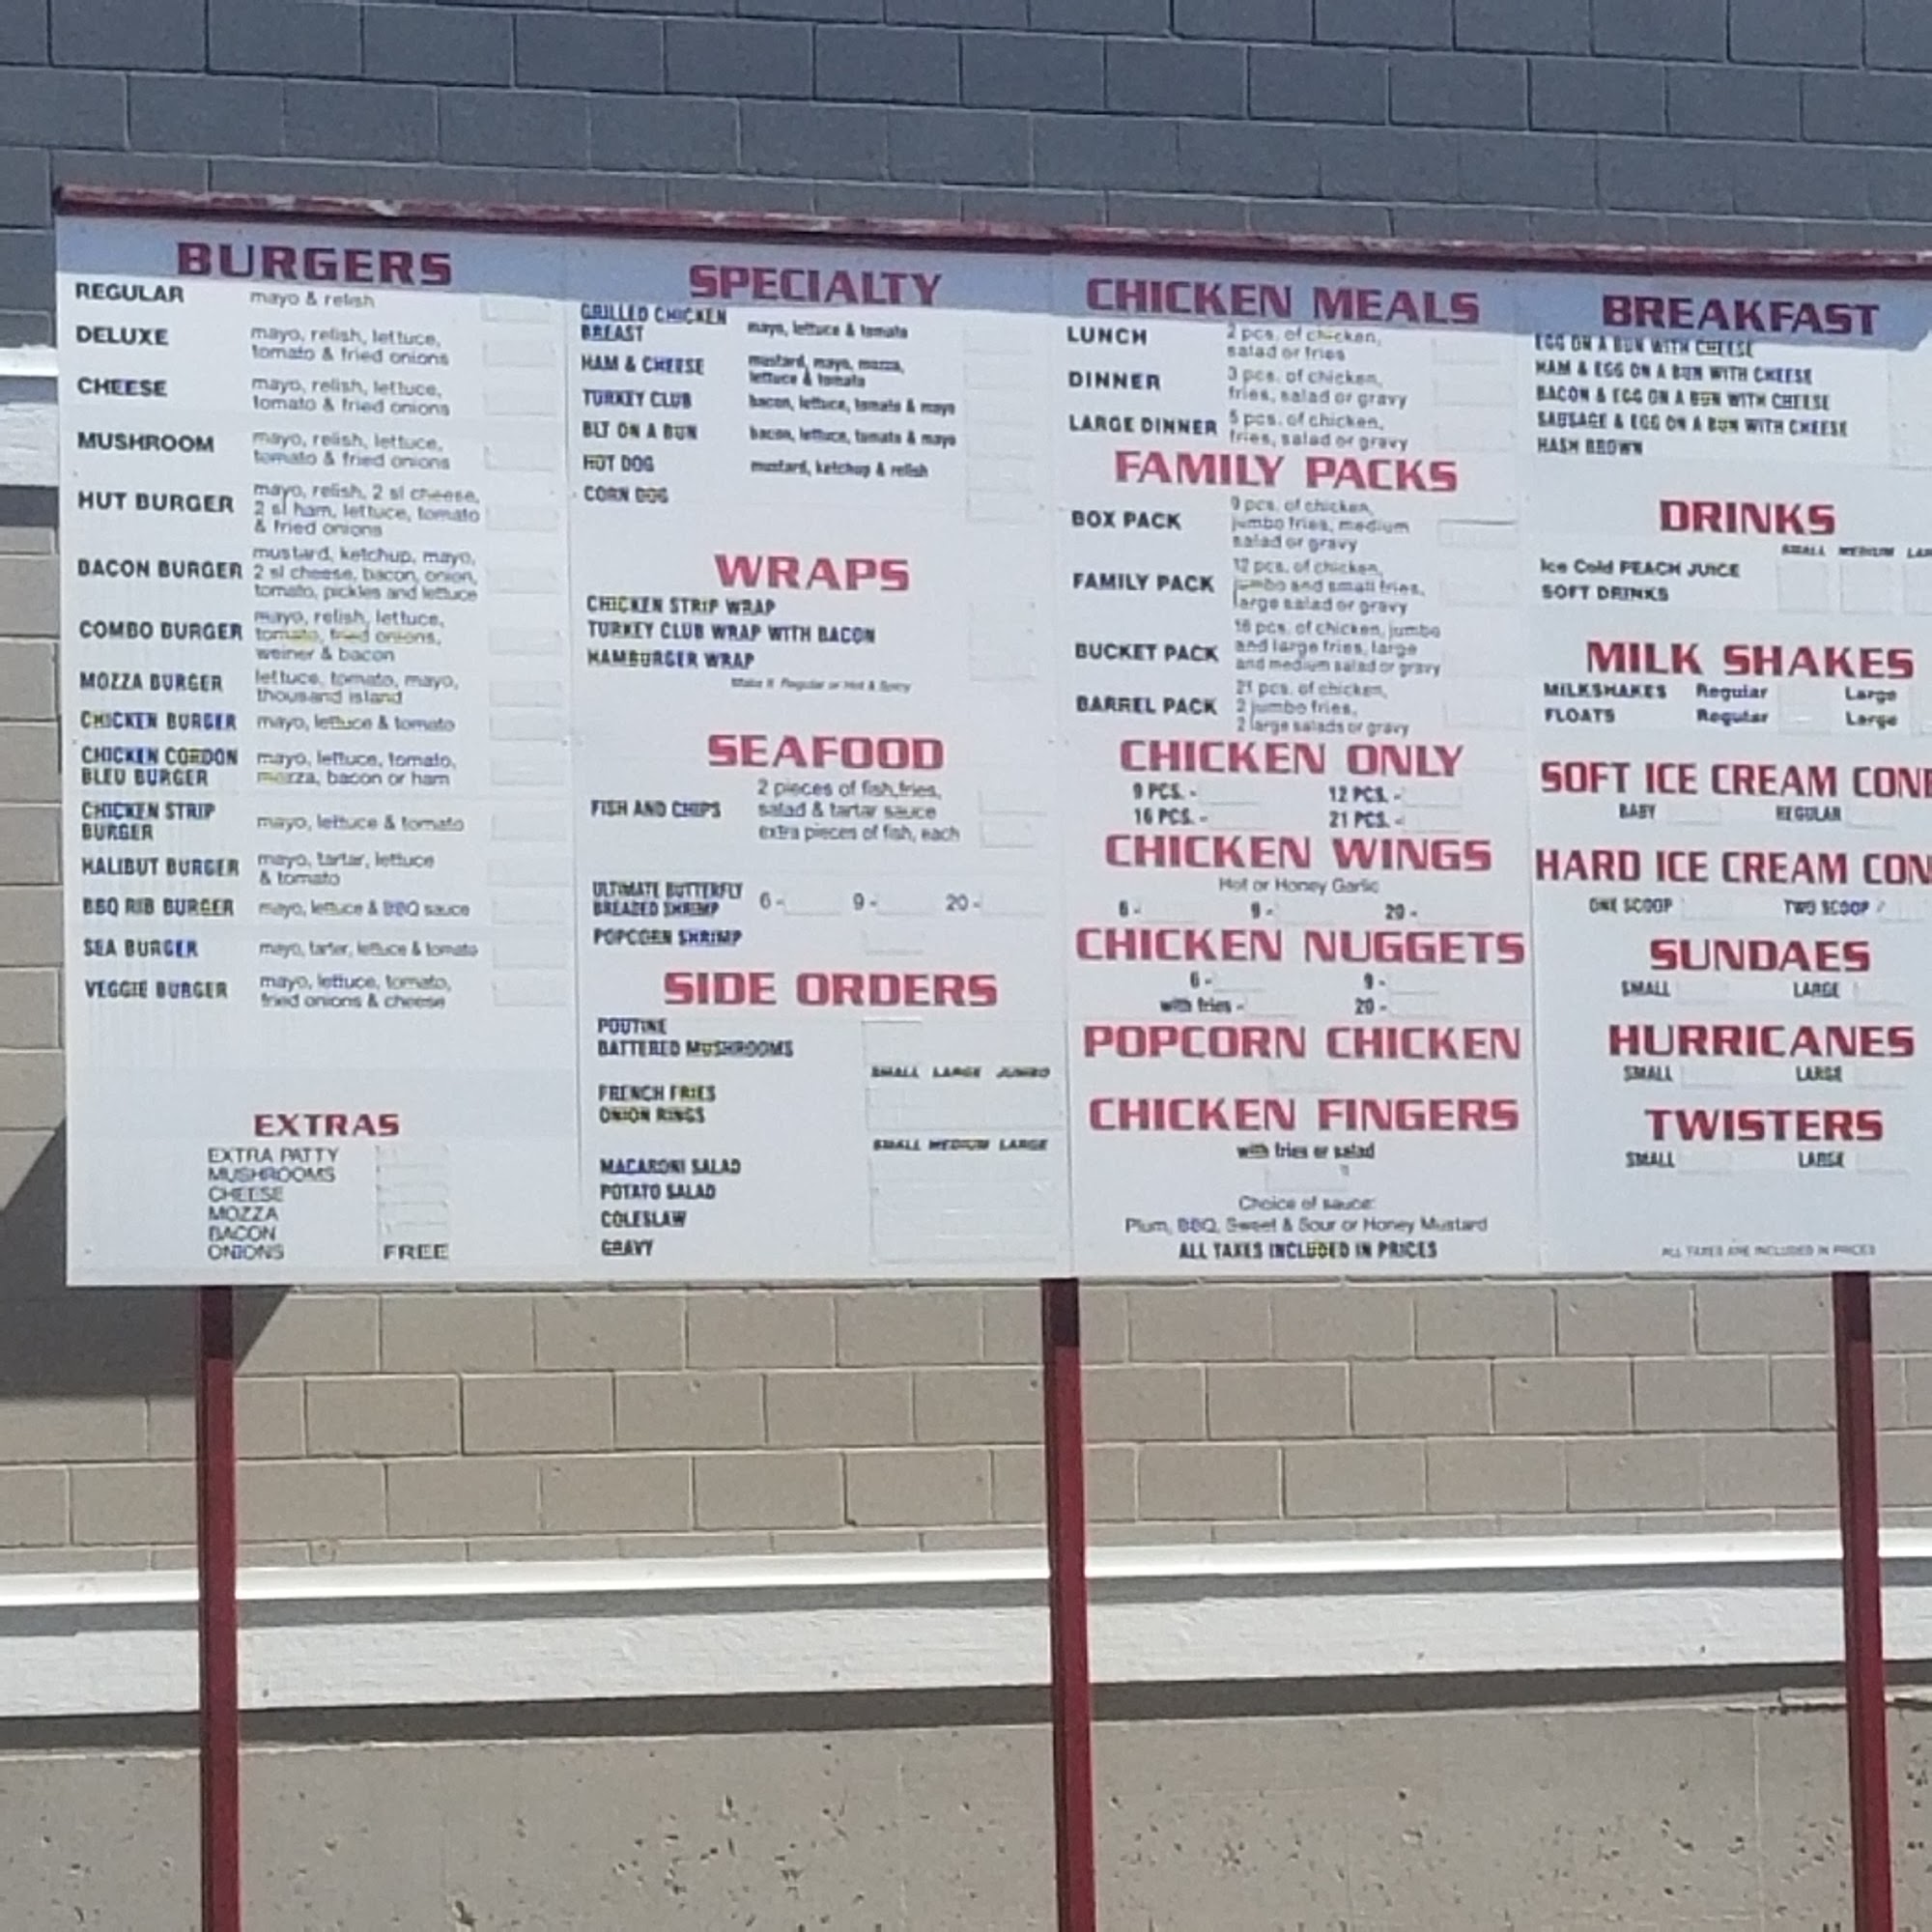 BURGERS
REGULAR mayo & relish
DELUXE mayo, relish, lettuce,
tomato & fried onions
CHEESE mayo, relish, lettuce,
tomato & fried onions
MUSHROOM mayo, relish, lettuce,
tomato & fried onions
HUT BURGER mayo, relish, 2 sl cheese,
2 sl ham, lettuce, tomato
& fried onions
BACON BURGER mustard, ketchup, mayo,
2 sl cheese, bacon, onion,
tomato, pickles and lettuce
COMBO BURGER mayo, relish, lettuce,
tomato, fried onions,
weiner & bacon
MOZZA BURGER lettuce, tomato, mayo,
thousand island
CHICKEN BURGER mayo, lettuce & tomato
CHICKEN CORDON mayo, lettuce, tomato,
BLEU BURGER mozza, bacon or ham
CHICKEN STRIP
BURGER mayo, lettuce & tomato
HALIBUT BURGER mayo, tartar, lettuce
& tomato
BBQ RIB BURGER mayo, lettuce & BBQ sauce
SEA BURGER mayo, tarter, lettuce & tomato
VEGGIE BURGER mayo, lettuce, tomato,
fried onions & cheese
EXTRAS
EXTRA PATTY
MUSHROOMS
CHEESE
MOZZA
BACON
ONIONS FREE
SPECIALTY
GRILLED CHICKEN
BREAST mayo, lettuce & tomato
HAM & CHEESE mustard, mayo, mozza,
lettuce & tomato
TURKEY CLUB bacon, lettuce, tomato & mayo
BLT ON A BUN bacon, lettuce, tomato & mayo
HOT DOG mustard, ketchup & relish
CORN DOG
WRAPS
CHICKEN STRIP WRAP
TURKEY CLUB WRAP WITH BACON
HAMBURGER WRAP
Make it Regular or Hot & Spicy
SEAFOOD
2 pieces of fish, fries,
FISH AND CHIPS salad & tartar sauce
extra pieces of fish, each
ULTIMATE BUTTERFLY
BREADED SHRIMP 6 - 9 - 20 -
POPCORN SHRIMP
SIDE ORDERS
POUTINE
BATTERED MUSHROOMS
SMALL LARGE JUMBO
FRENCH FRIES
ONION RINGS
SMALL MEDIUM LARGE
MACARONI SALAD
POTATO SALAD
COLESLAW
GRAVY
CHICKEN MEALS
LUNCH 2 pcs. of chicken,
salad or fries
DINNER 3 pcs. of chicken,
fries, salad or gravy
LARGE DINNER 5 pcs. of chicken,
fries, salad or gravy
FAMILY PACKS
BOX PACK 9 pcs. of chicken,
jumbo fries, medium
salad or gravy
FAMILY PACK 12 pcs. of chicken,
jumbo and small fries,
large salad or gravy
BUCKET PACK 16 pcs. of chicken, jumbo
and large fries, large
and medium salad or gravy
BARREL PACK 21 pcs. of chicken,
2 jumbo fries,
2 large salads or gravy
CHICKEN ONLY
9 PCS. - 12 PCS. -
16 PCS. - 21 PCS. -
CHICKEN WINGS
Hot or Honey Garlic
6 - 9 - 20 -
CHICKEN NUGGETS
6 - 9 -
with fries - 20 -
POPCORN CHICKEN
CHICKEN FINGERS
with fries or salad
Choice of sauce:
Plum, BBQ, Sweet & Sour or Honey Mustard
ALL TAXES INCLUDED IN PRICES
BREAKFAST
EGG ON A BUN WITH CHEESE
HAM & EGG ON A BUN WITH CHEESE
BACON & EGG ON A BUN WITH CHEESE
SAUSAGE & EGG ON A BUN WITH CHEESE
HASH BROWN
DRINKS
SMALL MEDIUM LAR
Ice Cold PEACH JUICE
SOFT DRINKS
MILK SHAKES
MILKSHAKES Regular Large
FLOATS Regular Large
SOFT ICE CREAM CONE
BABY REGULAR
HARD ICE CREAM CON
ONE SCOOP TWO SCOOP
SUNDAES
SMALL LARGE
HURRICANES
SMALL LARGE
TWISTERS
SMALL LARGE
ALL TAXES ARE INCLUDED IN PRICES